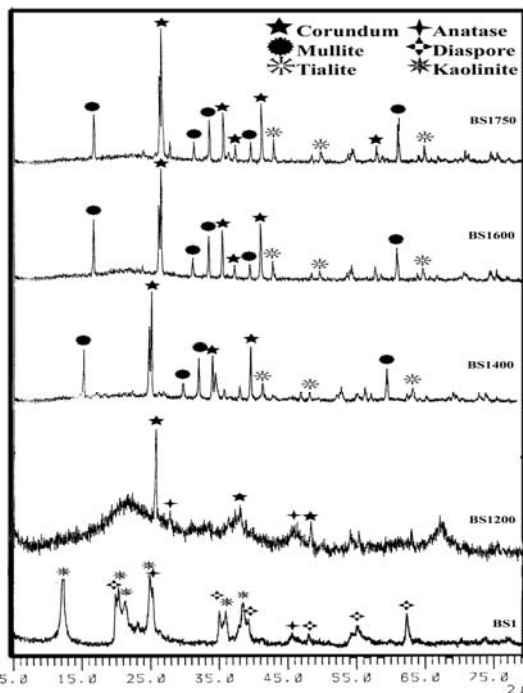 Corundum Anatase
Mullite Diaspore
Tialite Kaolinite
BS1750
BS1600
BS1400
BS1200
BS1
5.0 15.0 25.0 35.0 45.0 55.0 65.0 75.0